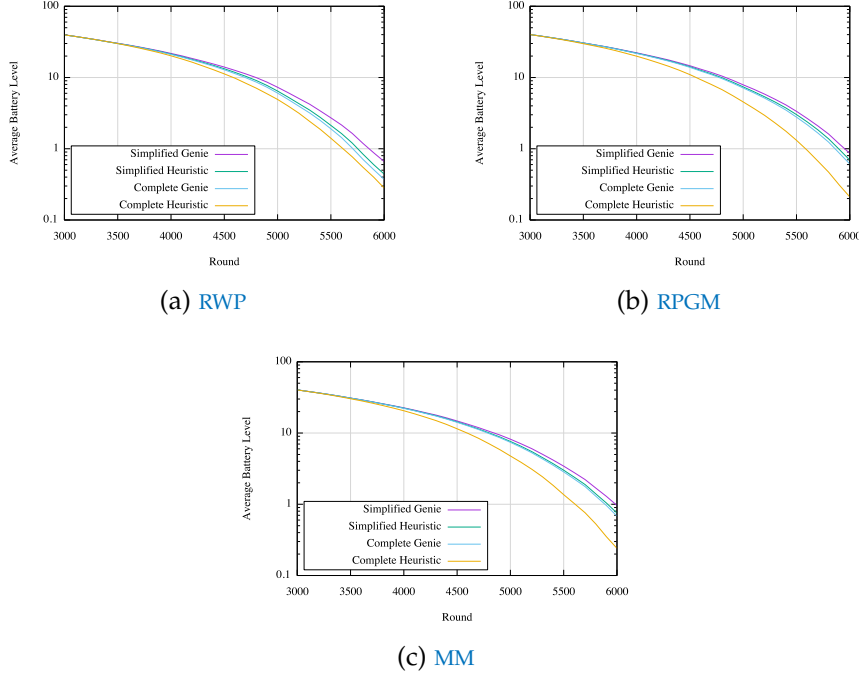 100
10
1
0.1
Average Battery Level
Simplified Genie
Simplified Heuristic
Complete Genie
Complete Heuristic
3000 3500 4000 4500 5000 5500 6000
Round
(a) RWP
100
10
1
0.1
Average Battery Level
Simplified Genie
Simplified Heuristic
Complete Genie
Complete Heuristic
3000 3500 4000 4500 5000 5500 6000
Round
(b) RPGM
100
10
1
0.1
Average Battery Level
Simplified Genie
Simplified Heuristic
Complete Genie
Complete Heuristic
3000 3500 4000 4500 5000 5500 6000
Round
(c) MM